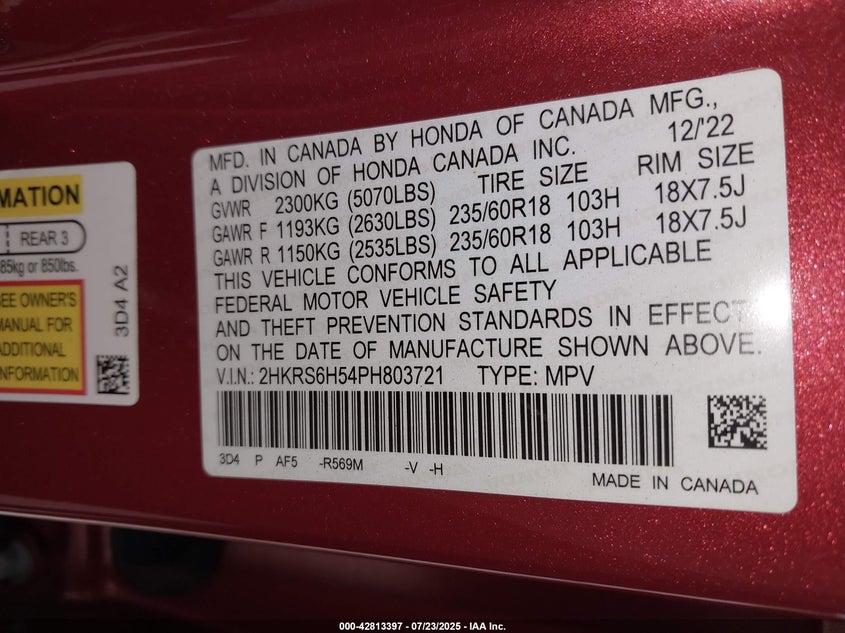 MFD. IN CANADA BY HONDA OF CANADA MFG.,
A DIVISION OF HONDA CANADA INC. 12/'22
GVWR 2300KG (5070LBS) TIRE SIZE RIM SIZE
GAWR F 1193KG (2630LBS) 235/60R18 103H 18X7.5J
GAWR R 1150KG (2535LBS) 235/60R18 103H 18X7.5J
THIS VEHICLE CONFORMS TO ALL APPLICABLE
FEDERAL MOTOR VEHICLE SAFETY
AND THEFT PREVENTION STANDARDS IN EFFECT
ON THE DATE OF MANUFACTURE SHOWN ABOVE.
V.I.N.: 2HKRS6H54PH803721 TYPE: MPV
3D4 P AF5 -R569M -V -H
MADE IN CANADA
MATION
REAR 3
85kg or 850lbs.
SEE OWNER'S
MANUAL FOR
ADDITIONAL
INFORMATION
3D4 A2
000-42813397 - 07/23/2025 - IAA Inc.